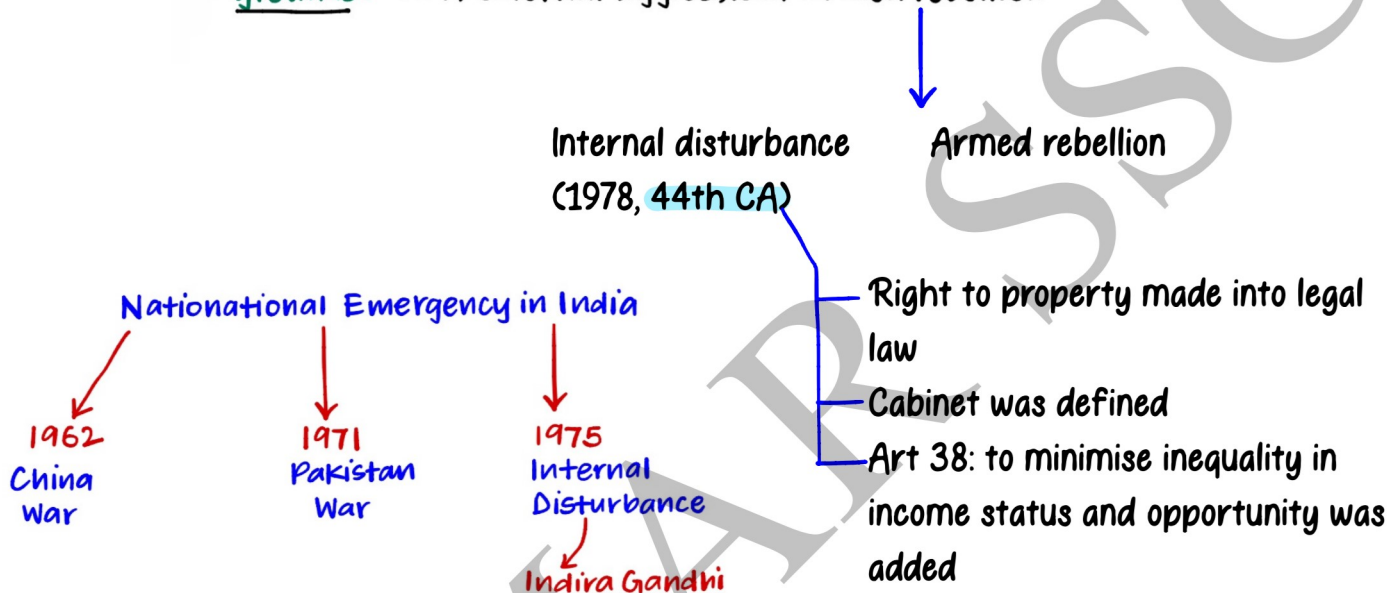 Internal disturbance Armed rebellion
(1978, 44th CA)
Nationational Emergency in India
Right to property made into legal
law
Cabinet was defined
Art 38: to minimise inequality in
income status and opportunity was
added
1962
China
War
1971
Pakistan
War
1975
Internal
Disturbance
Indira Gandhi